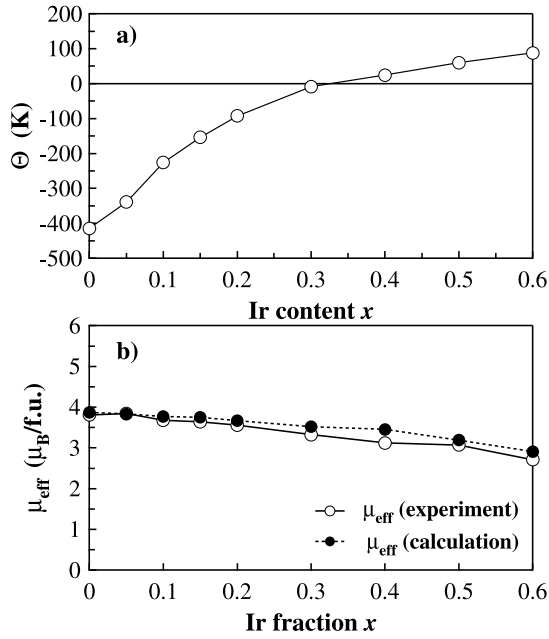 200
a)
100
0
-100
-200
-300
-400
-500
Θ (K)
0 0.1 0.2 0.3 0.4 0.5 0.6
Ir content x
6
b)
5
4
3
2
1
0
μeff (μB/f.u.)
μeff (experiment)
μeff (calculation)
0 0.1 0.2 0.3 0.4 0.5 0.6
Ir fraction x